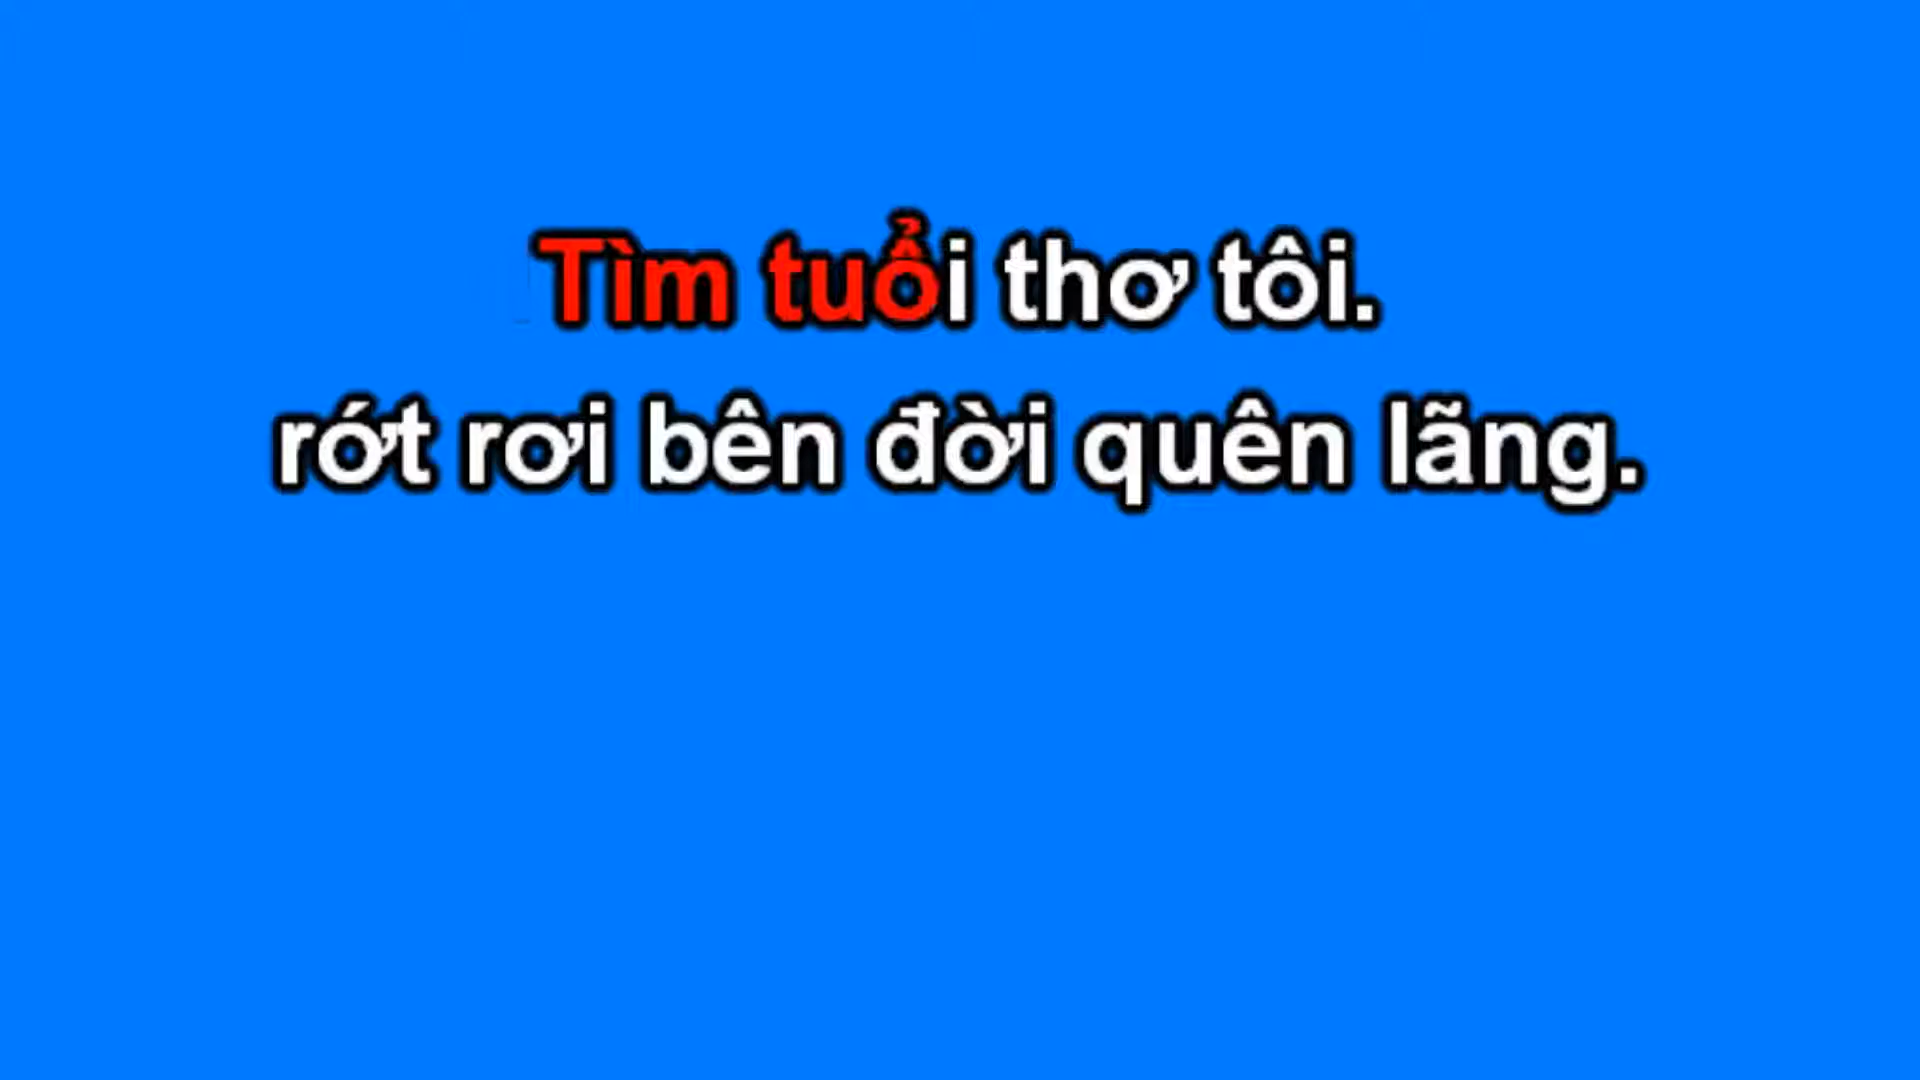 Tìm tuổi thơ tôi.
rớt rơi bên đời quên lãng.